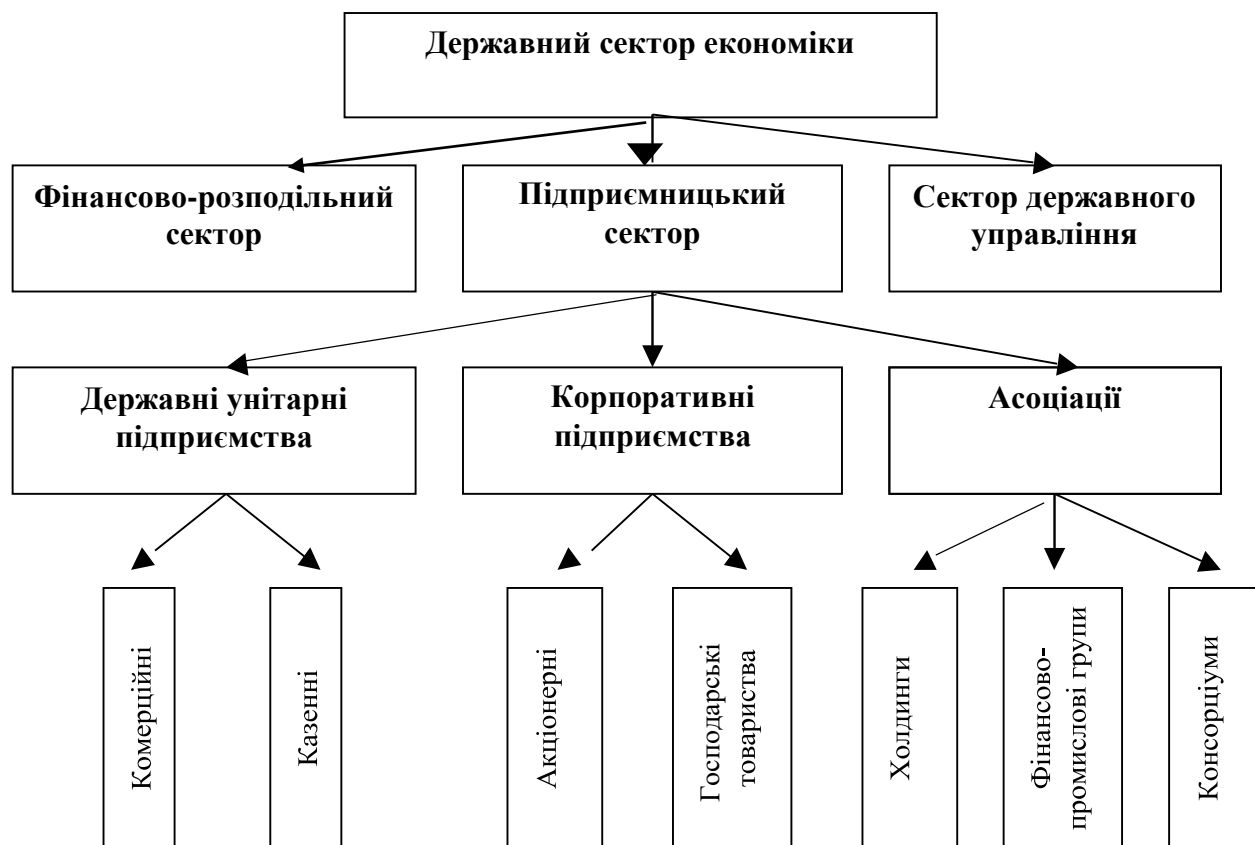 Державний сектор економіки
Фінансово-розподільний
сектор
Підприємницький
сектор
Сектор державного
управління
Державні унітарні
підприємства
Корпоративні
підприємства
Асоціації
Комерційні
Казенні
Акціонерні
Господарські
товариства
Холдинги
Фінансово-
промислові групи
Консорціуми